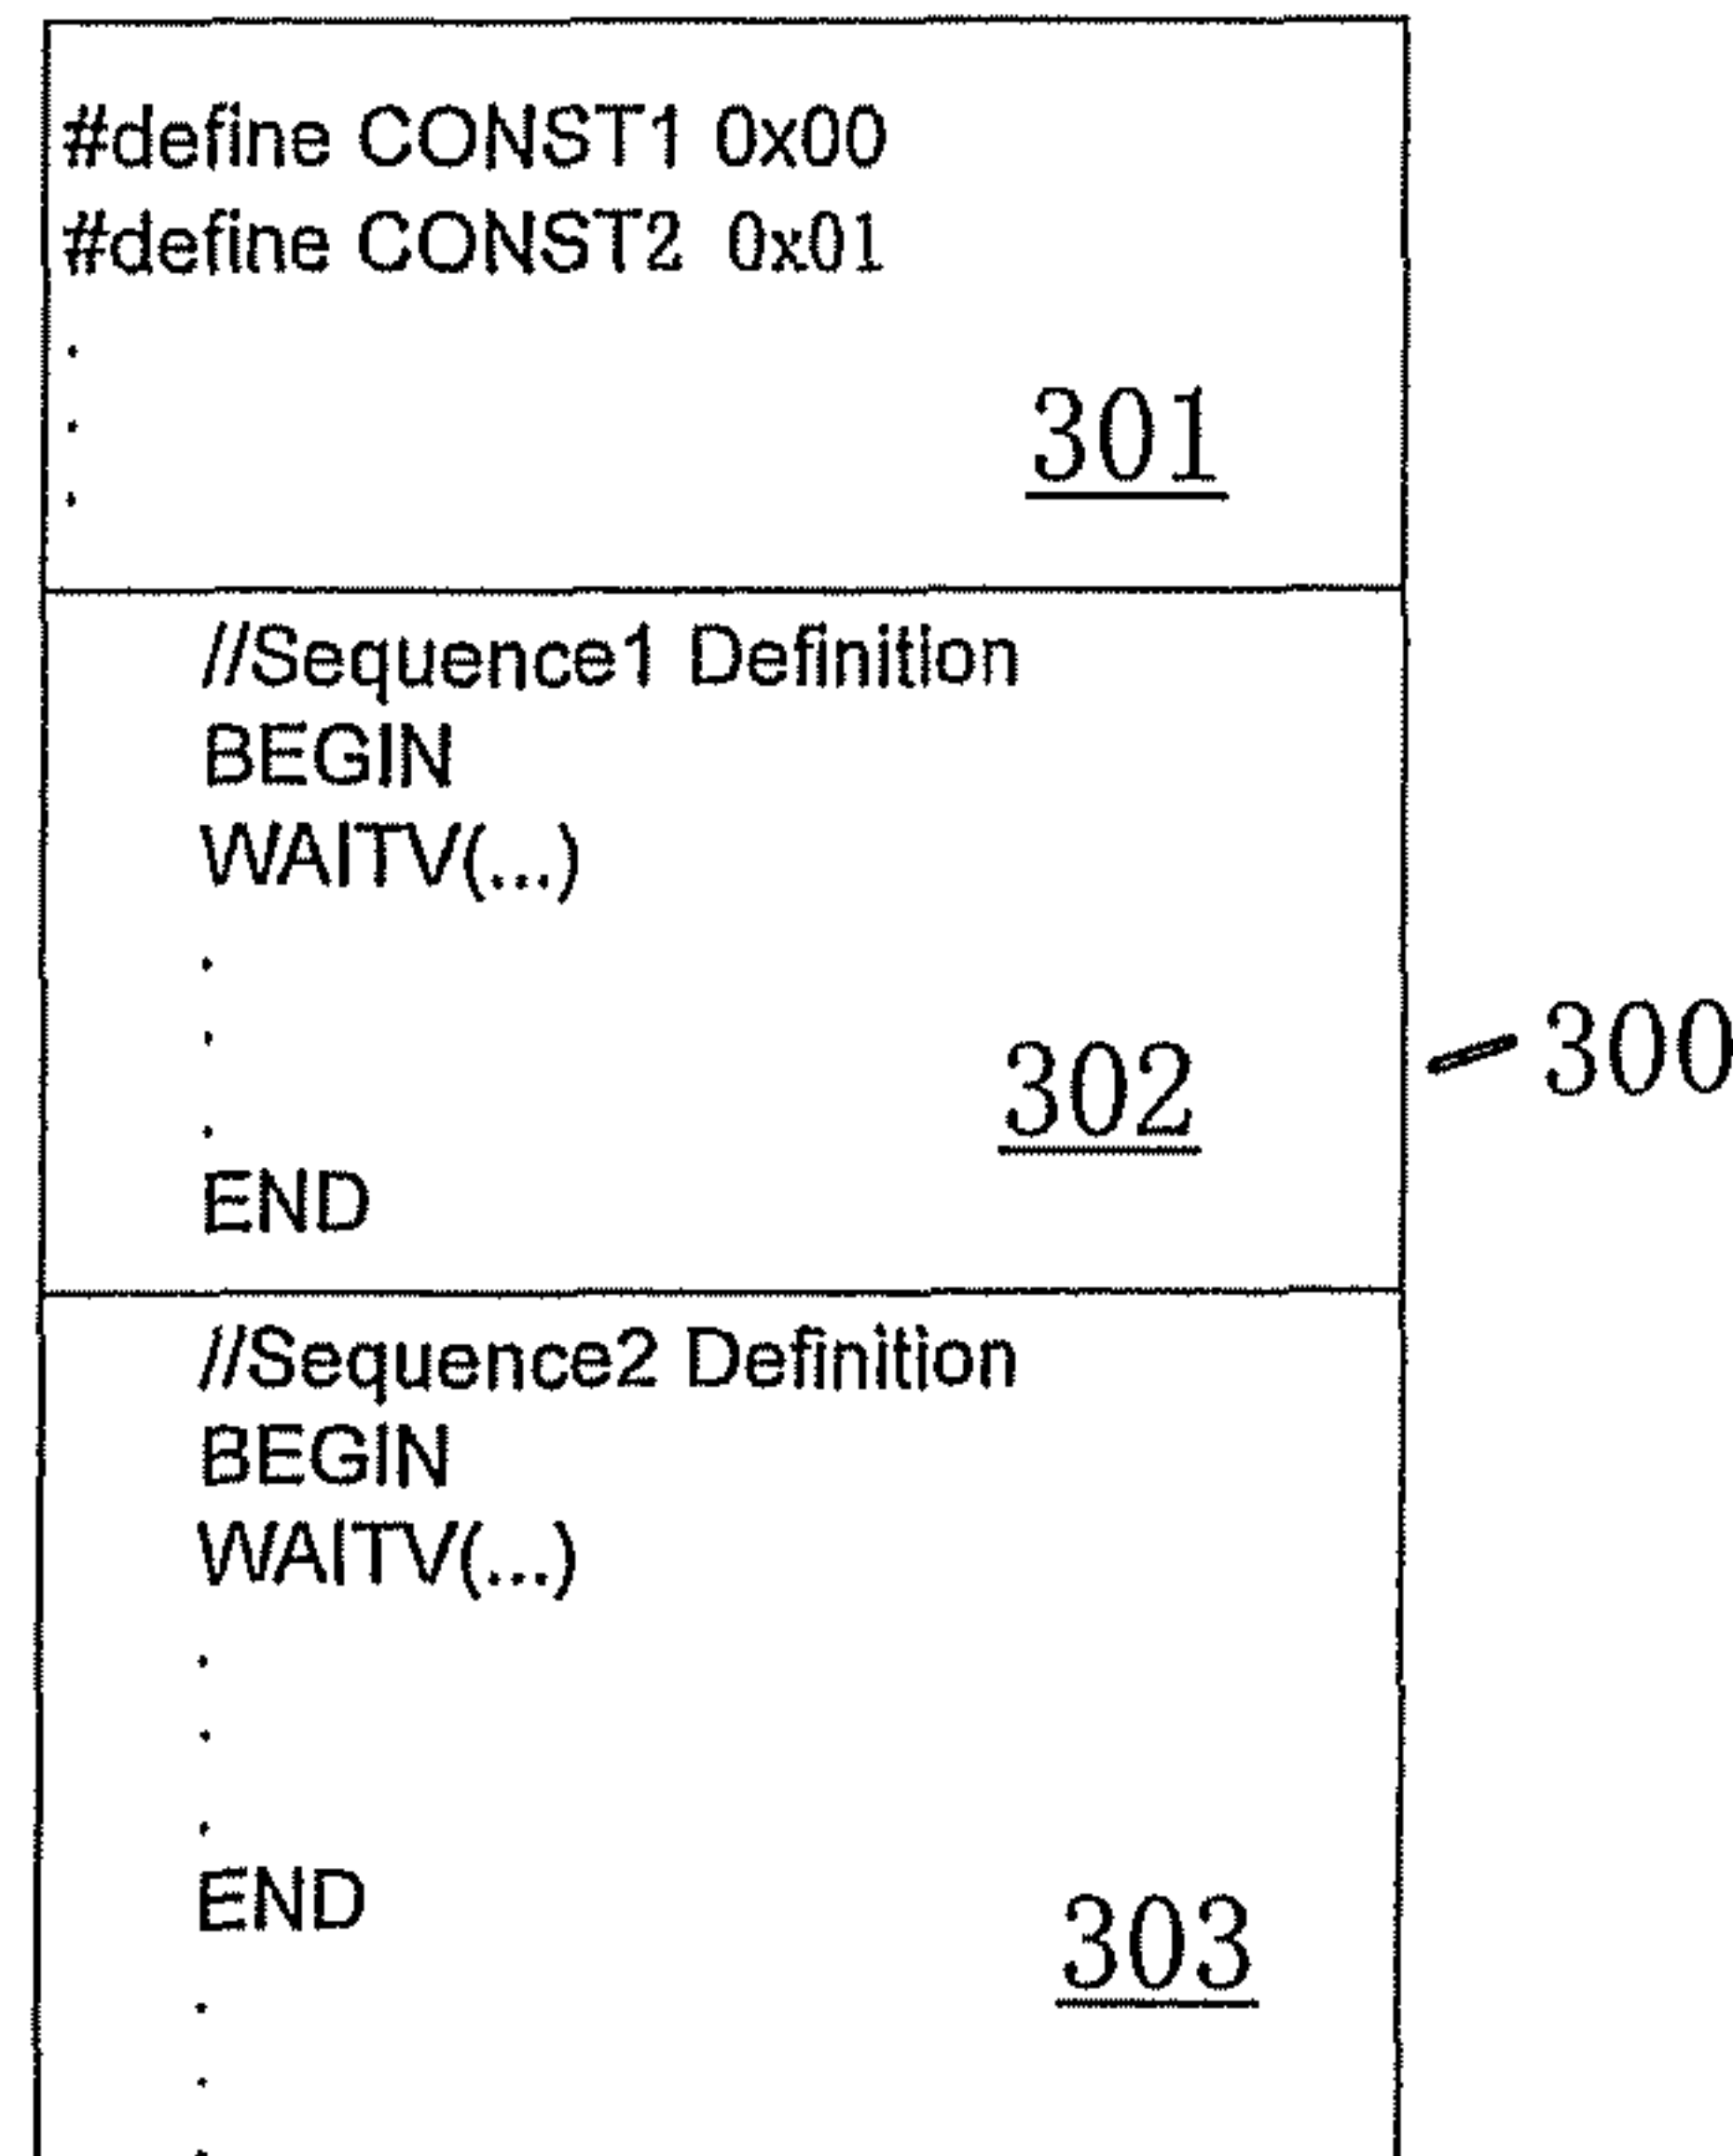 #define CONST1 0x00
#define CONST2 0x01
.
.
.
301
//Sequence1 Definition
BEGIN
WAITV(...)
.
.
.
302
END
300
//Sequence2 Definition
BEGIN
WAITV(...)
.
.
.
END
303
.
.
.